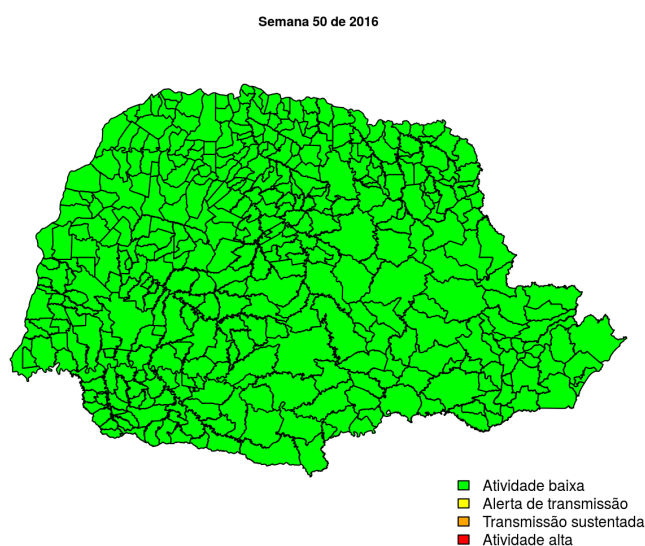 Semana 50 de 2016
Atividade baixa
Alerta de transmissão
Transmissão sustentada
Atividade alta